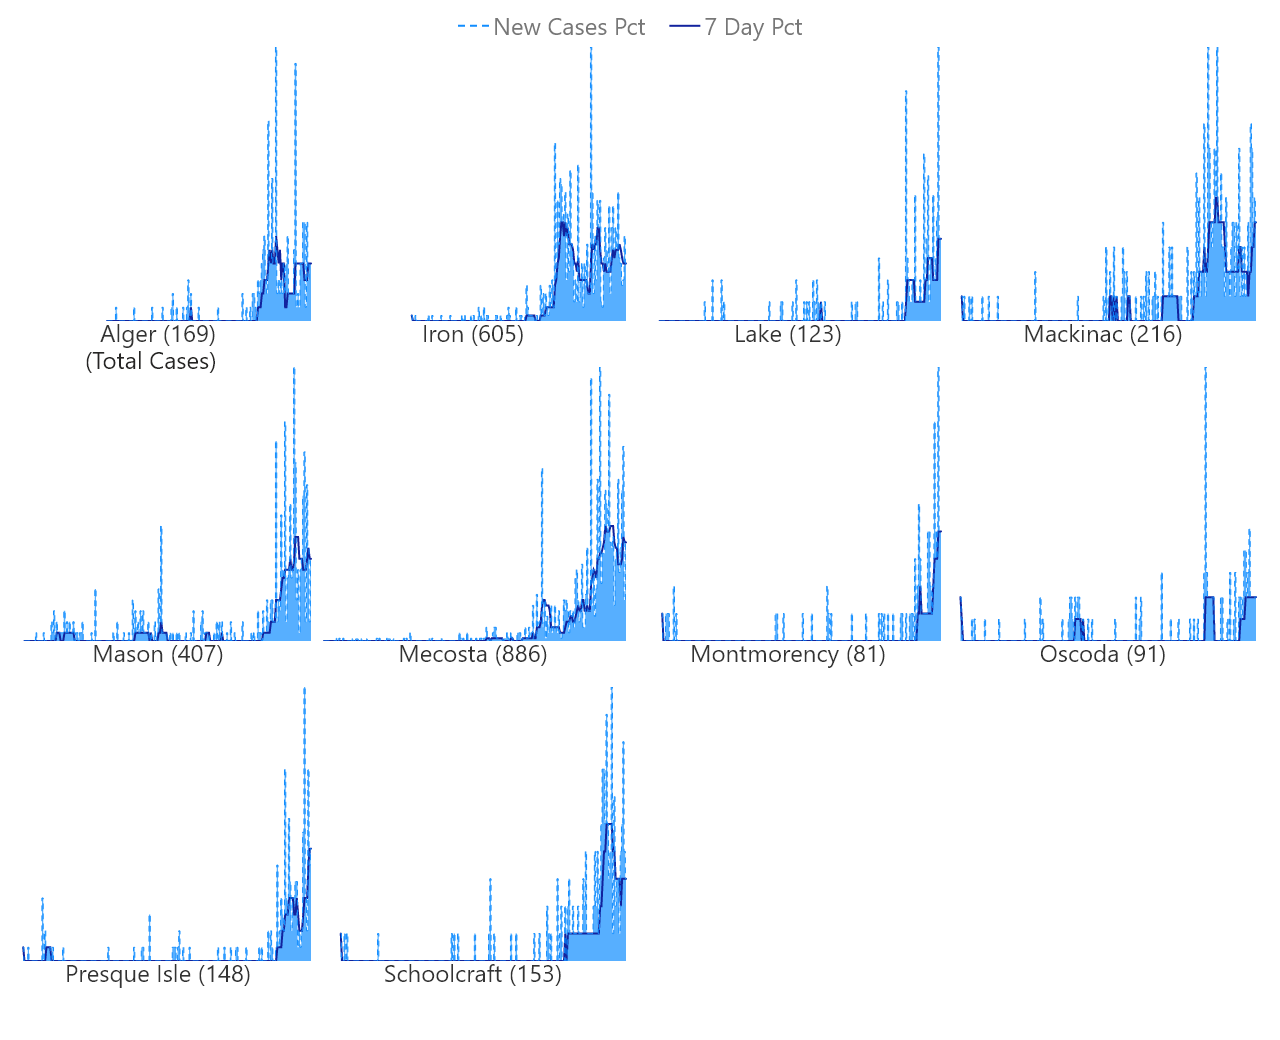 New Cases Pct 7 Day Pct
Alger (169)
(Total Cases)
Iron (605)
Lake (123)
Mackinac (216)
Mason (407)
Mecosta (886)
Montmorency (81)
Oscoda (91)
Presque Isle (148)
Schoolcraft (153)